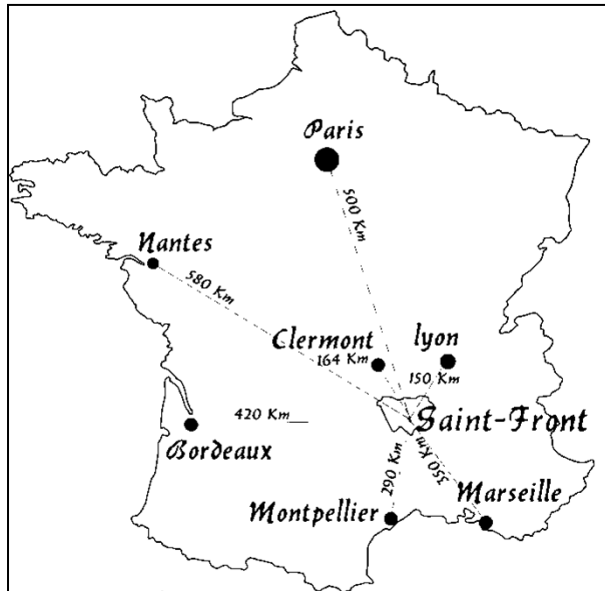 Paris
500 Km
Nantes
580 Km
Clermont
164 Km
lyon
150 Km
420 Km
Saint-Front
Bordeaux
290 Km
350 Km
Marseille
Montpellier